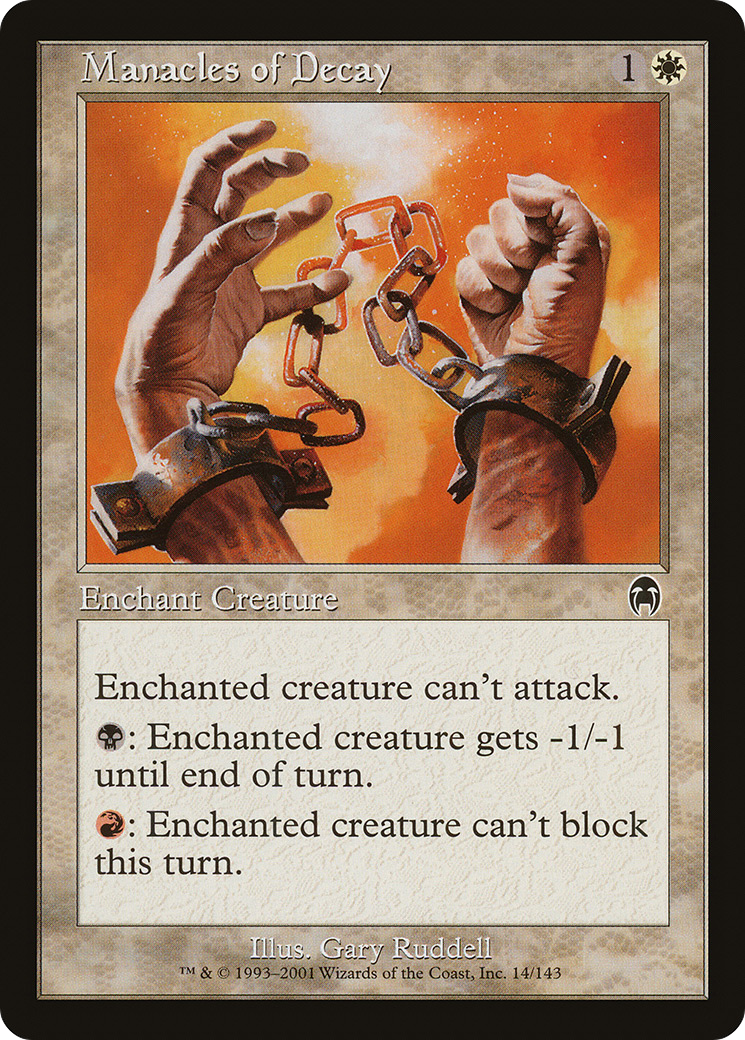 Manacles of Decay 1
Enchant Creature
Enchanted creature can't attack.
: Enchanted creature gets -1/-1
until end of turn.
: Enchanted creature can't block
this turn.
Illus. Gary Ruddell
™ & © 1993–2001 Wizards of the Coast, Inc. 14/143